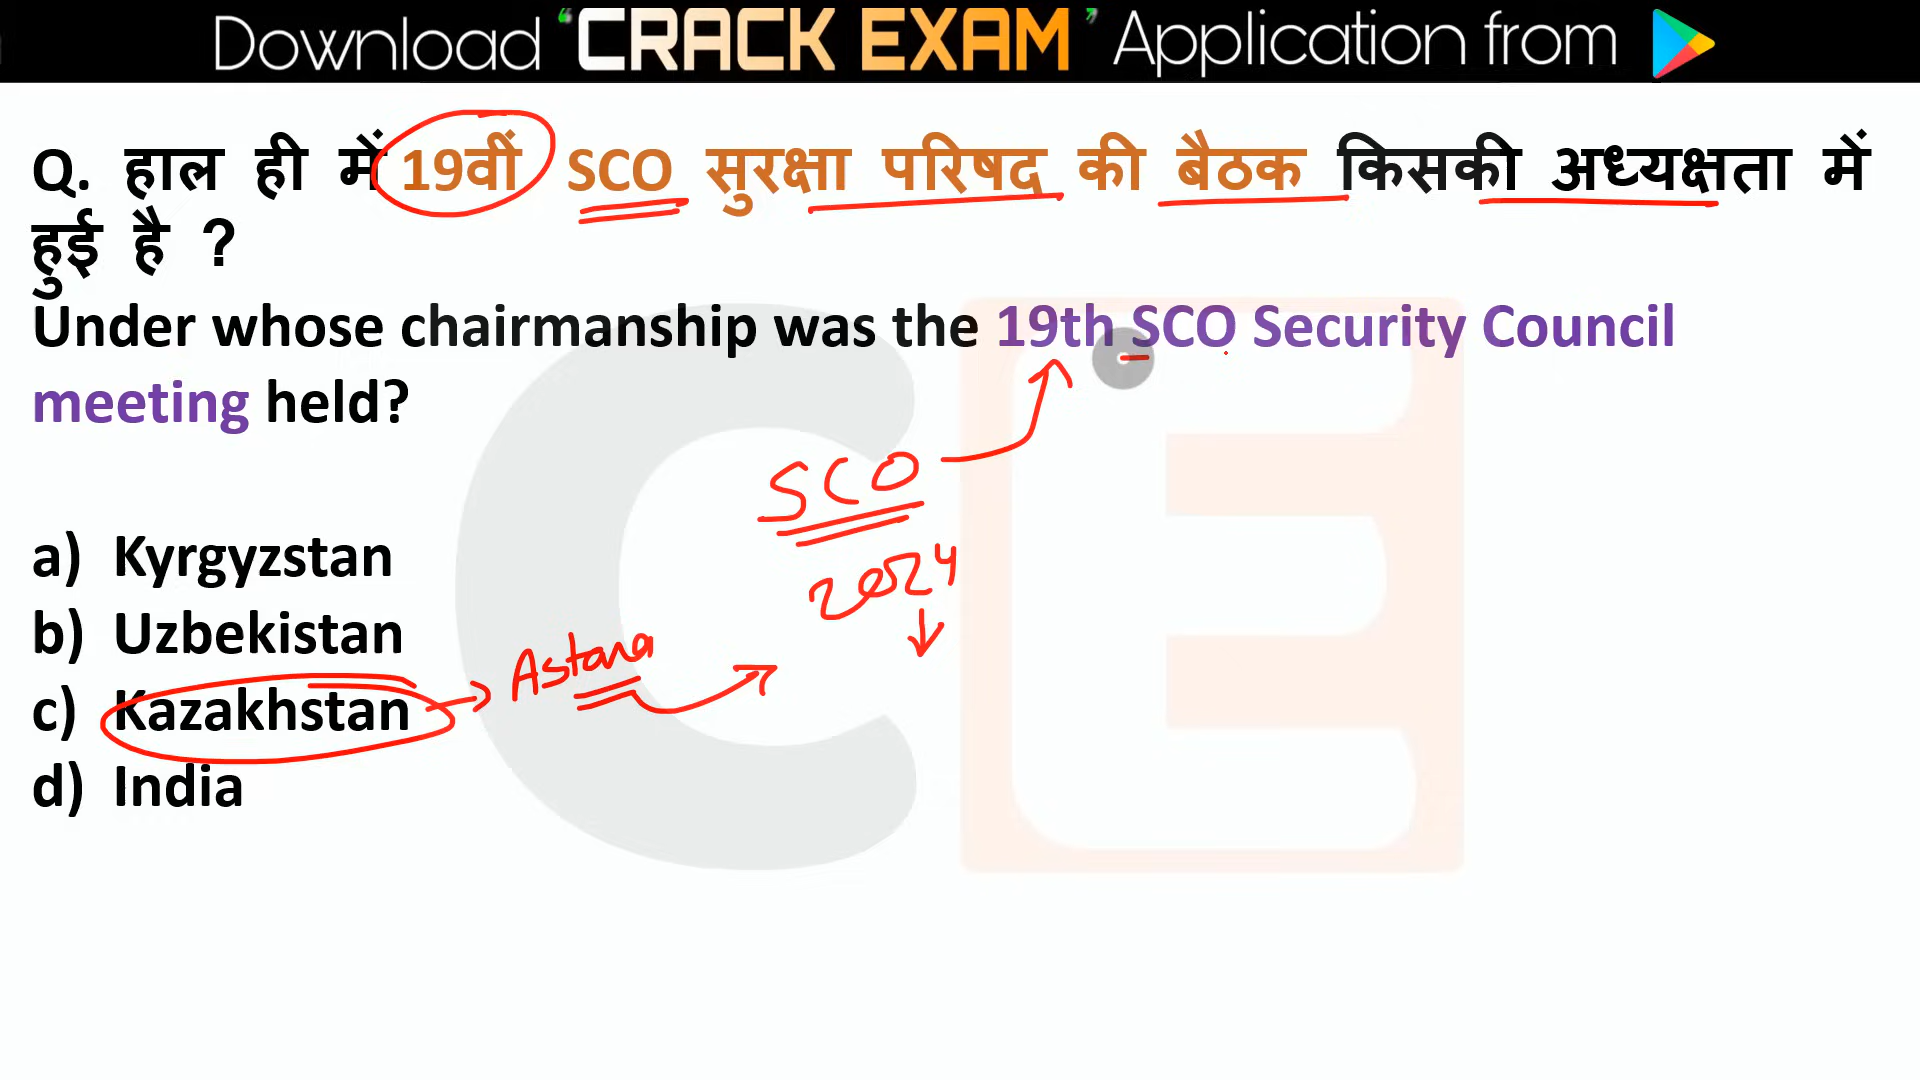 Download "CRACK EXAM" Application from
Q. हाल ही में 19वीं SCO सुरक्षा परिषद की बैठक किसकी अध्यक्षता में
हुई है ?
Under whose chairmanship was the 19th SCO Security Council
meeting held?
SCO
2024
a) Kyrgyzstan
b) Uzbekistan
c) Kazakhstan → Astana
d) India
CE